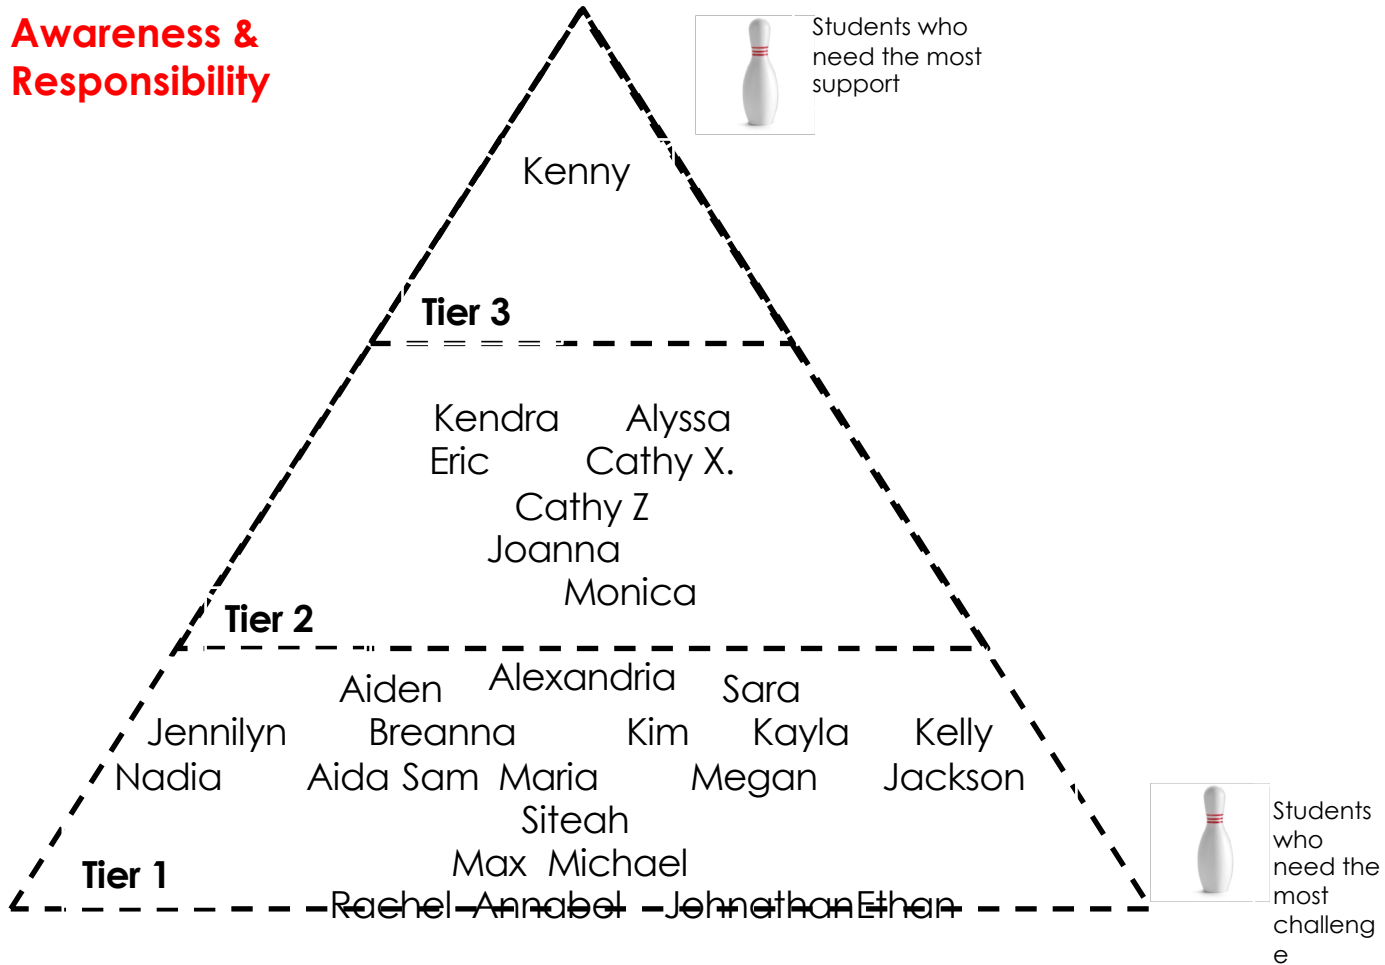 Awareness &
Responsibility
Students who
need the most
support
Kenny
Tier 3
Kendra Alyssa
Eric Cathy X.
Cathy Z
Joanna
Monica
Tier 2
Aiden Alexandria Sara
Jennilyn Breanna Kim Kayla Kelly
Nadia Aida Sam Maria Megan Jackson
Siteah
Max Michael
Tier 1
Rachel Annabel Johnathan Ethan
Students
who
need the
most
challeng
e